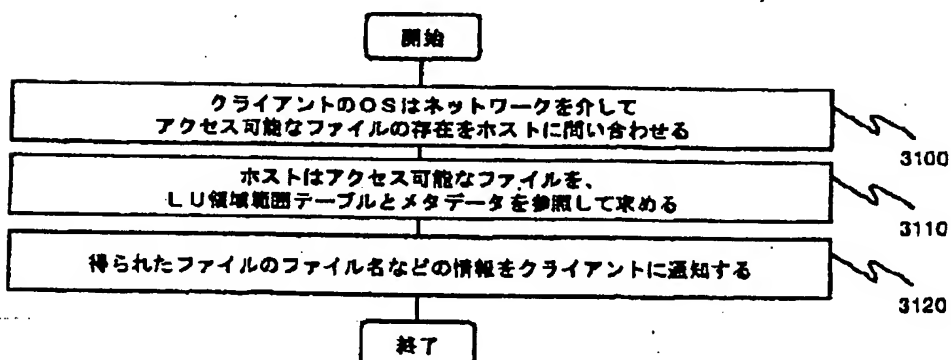 開始
クライアントのOSはネットワークを介して
アクセス可能なファイルの存在をホストに問い合わせる
3100
ホストはアクセス可能なファイルを、
LU領域範囲テーブルとメタデータを参照して求める
3110
得られたファイルのファイル名などの情報をクライアントに通知する
3120
終了